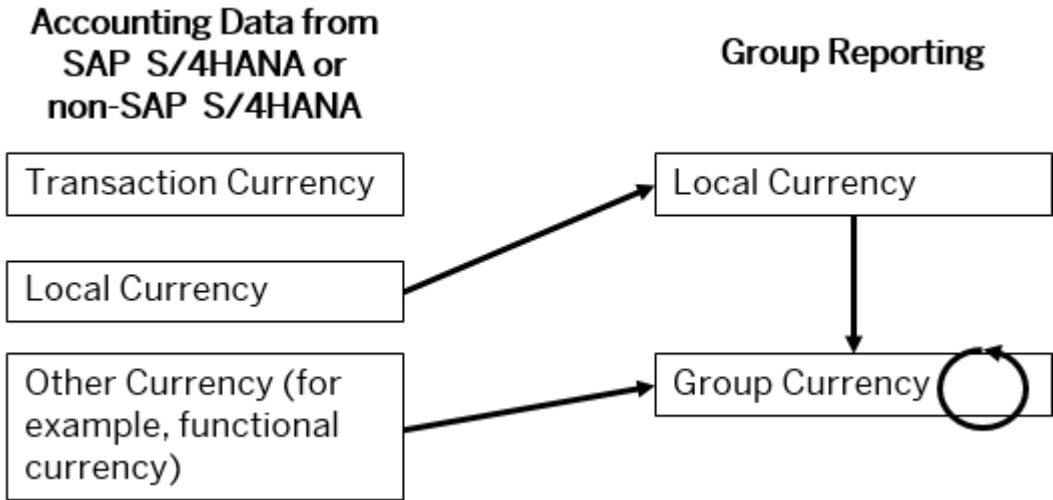 Accounting Data from
SAP S/4HANA or
non-SAP S/4HANA
Group Reporting
Transaction Currency
Local Currency
Local Currency
Other Currency (for
example, functional
currency)
Group Currency